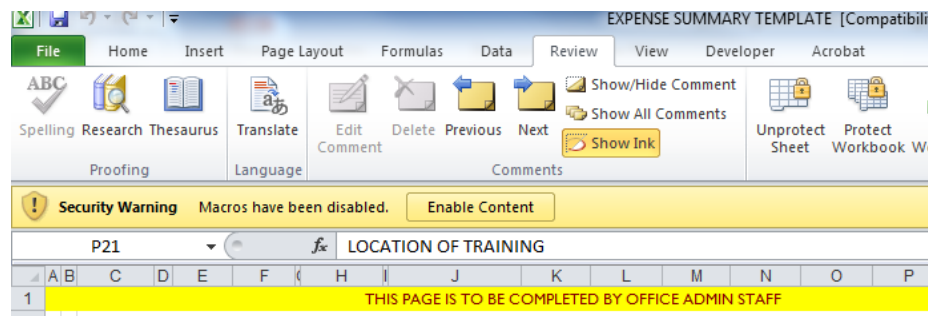 EXPENSE SUMMARY TEMPLATE [Compatibili
File Home Insert Page Layout Formulas Data Review View Developer Acrobat
ABC
Spelling Research Thesaurus
Proofing
Translate
Language
Edit Comment Delete Previous Next
Show/Hide Comment
Show All Comments
Show Ink
Comments
Unprotect Sheet Protect Workbook W
Security Warning Macros have been disabled. Enable Content
P21 fx LOCATION OF TRAINING
A B C D E F H I J K L M N O P
1 THIS PAGE IS TO BE COMPLETED BY OFFICE ADMIN STAFF